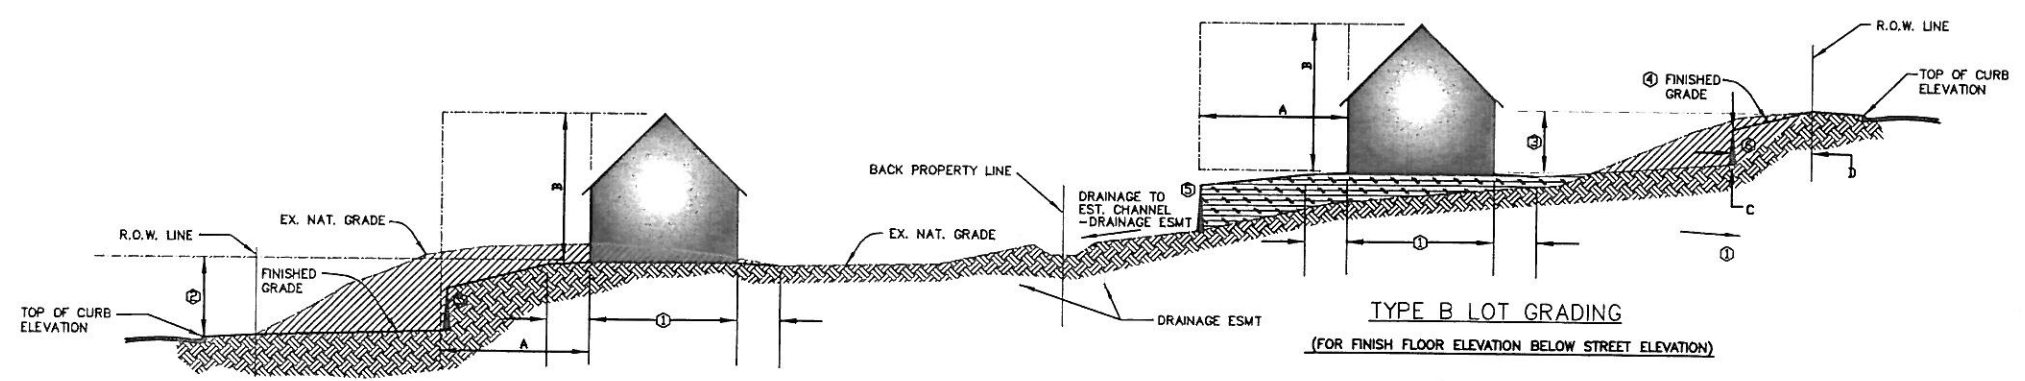 R.O.W. LINE
④ FINISHED
GRADE
TOP OF CURB
ELEVATION
B
A
③
⑥
D
C
①
①
⑤
BACK PROPERTY LINE
DRAINAGE TO
EST. CHANNEL
-DRAINAGE ESMT
B
EX. NAT. GRADE
R.O.W. LINE
EX. NAT. GRADE
FINISHED
GRADE
②
TOP OF CURB
ELEVATION
A
①
DRAINAGE ESMT
TYPE B LOT GRADING
(FOR FINISH FLOOR ELEVATION BELOW STREET ELEVATION)